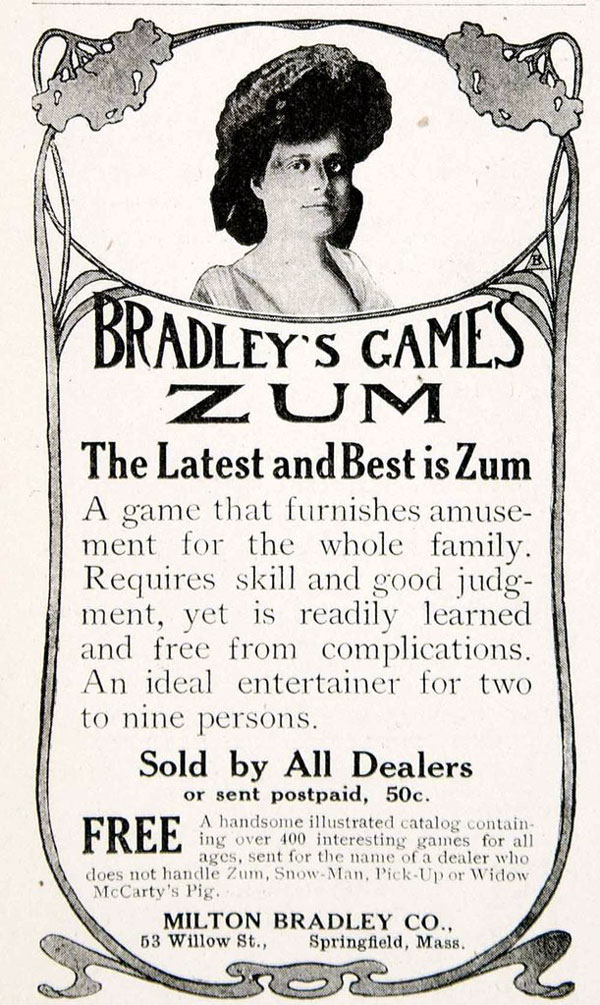 B
BRADLEY'S GAMES
ZUM
The Latest and Best is Zum
A game that furnishes amuse-
ment for the whole family.
Requires skill and good judg-
ment, yet is readily learned
and free from complications.
An ideal entertainer for two
to nine persons.
Sold by All Dealers
or sent postpaid, 50c.
FREE A handsome illustrated catalog contain-
ing over 400 interesting games for all
ages, sent for the name of a dealer who
does not handle Zum, Snow-Man, Pick-Up or Widow
McCarty's Pig.
MILTON BRADLEY CO.,
53 Willow St., Springfield, Mass.